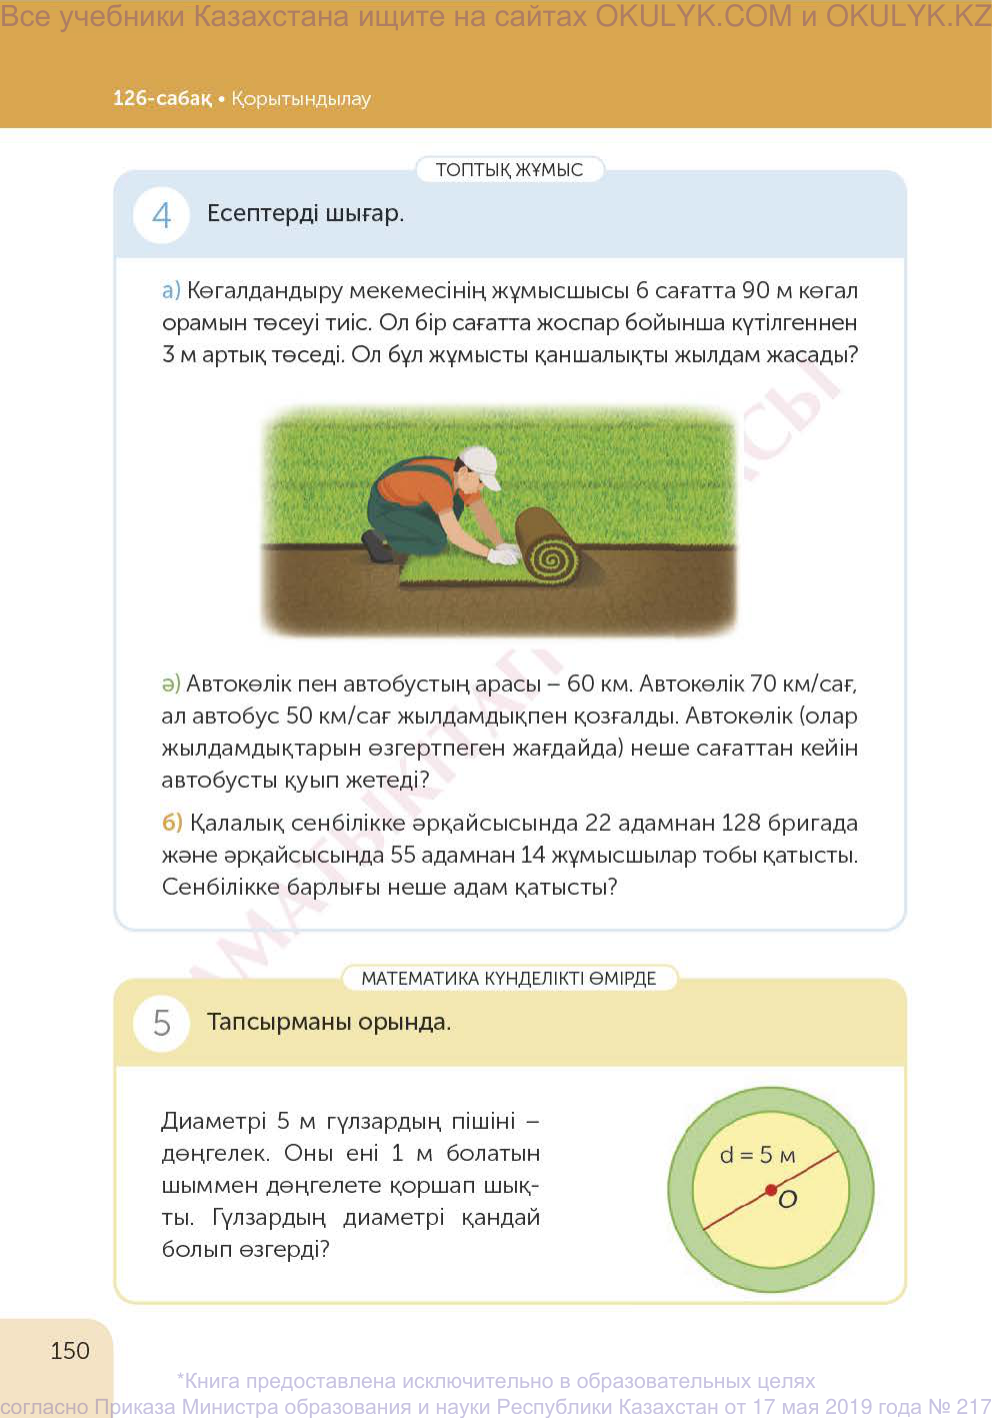 Все учебники Казахстана ищите на сайтах OKULYK.COM и OKULYK.KZ
126-сабақ • Қорытындылау
ТОПТЫҚ ЖҰМЫС
4 Есептерді шығар.
а) Көгалдандыру мекемесінің жұмысшысы 6 сағатта 90 м көгал
орамын төсеуі тиіс. Ол бір сағатта жоспар бойынша күтілгеннен
3 м артық төседі. Ол бұл жұмысты қаншалықты жылдам жасады?
ә) Автокөлік пен автобустың арасы – 60 км. Автокөлік 70 км/сағ,
ал автобус 50 км/сағ жылдамдықпен қозғалды. Автокөлік (олар
жылдамдықтарын өзгертпеген жағдайда) неше сағаттан кейін
автобусты қуып жетеді?
б) Қалалық сенбілікке әрқайсысында 22 адамнан 128 бригада
және әрқайсысында 55 адамнан 14 жұмысшылар тобы қатысты.
Сенбілікке барлығы неше адам қатысты?
МАТЕМАТИКА КҮНДЕЛІКТІ ӨМІРДЕ
5 Тапсырманы орында.
Диаметрі 5 м гүлзардың пішіні –
дөңгелек. Оны ені 1 м болатын
шыммен дөңгелете қоршап шық-
ты. Гүлзардың диаметрі қандай
болып өзгерді?
d = 5 м
O
150
*Книга предоставлена исключительно в образовательных целях
согласно Приказа Министра образования и науки Республики Казахстан от 17 мая 2019 года № 217